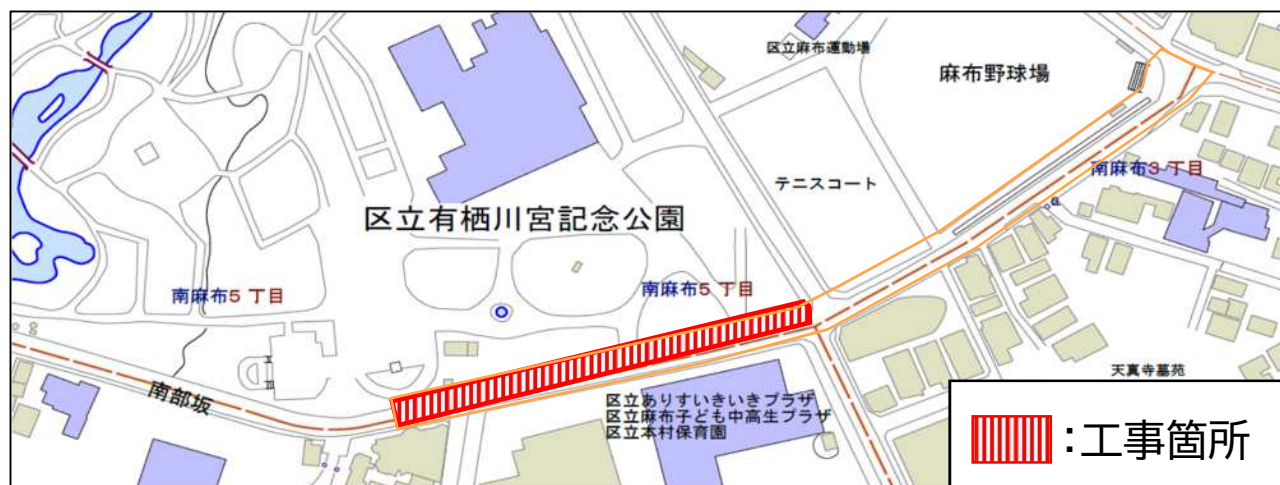 区立麻布運動場
麻布野球場
南麻布3 丁目
テニスコート
区立有栖川宮記念公園
南麻布5 丁目
南麻布5 丁目
南部坂
天真寺墓苑
区立ありすいきいきプラザ
区立麻布子ども中高生プラザ
区立本村保育園
:工事箇所